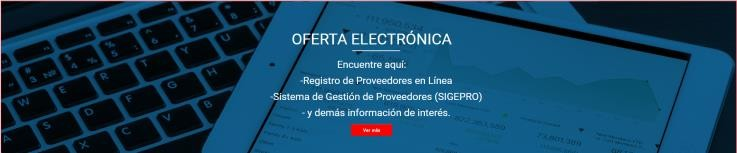 OFERTA ELECTRÓNICA
Encuentre aquí:
-Registro de Proveedores en Línea
-Sistema de Gestión de Proveedores (SIGEPRO)
- y demás información de interés.
Ver más